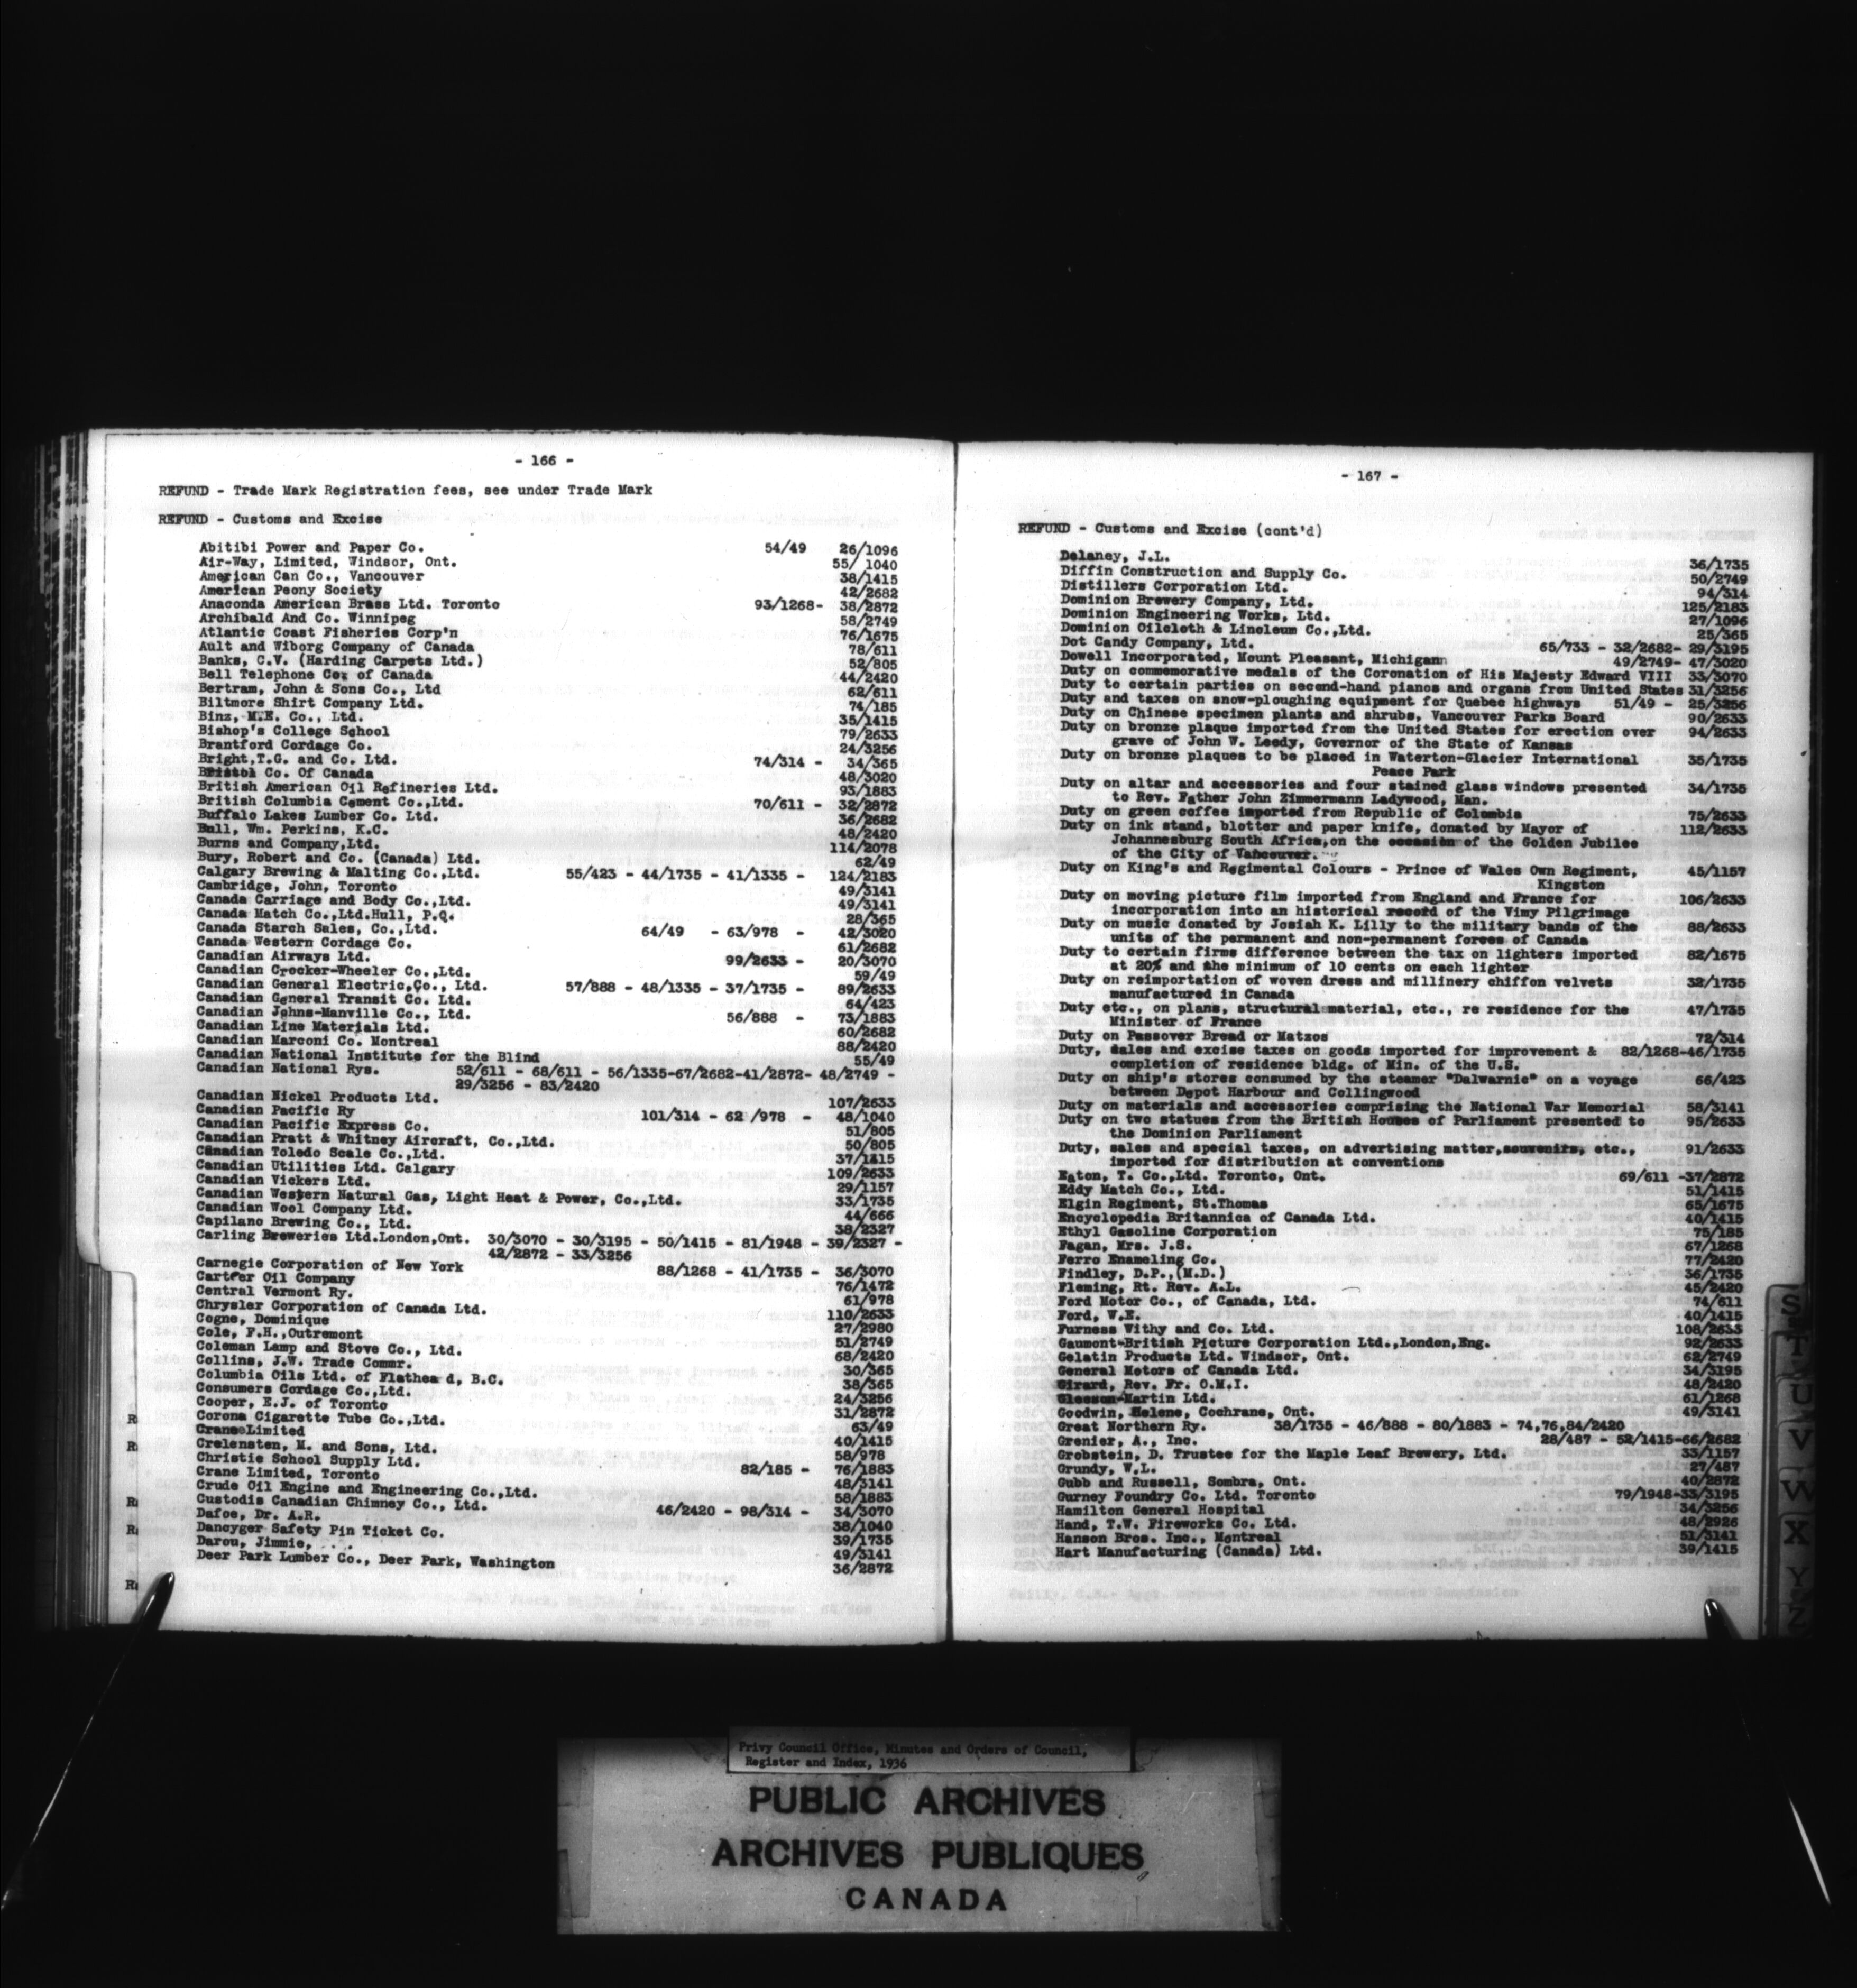 - 166 -
REFUND - Trade Mark Registration fees, see under Trade Mark
REFUND - Customs and Excise
Abitibi Power and Paper Co. 54/49 26/1096
Air-Way, Limited, Windsor, Ont. 55/ 1040
American Can Co., Vancouver 38/1415
American Peony Society 42/2682
Anaconda American Brass Ltd. Toronto 93/1268- 38/2872
Archibald And Co. Winnipeg 58/2749
Atlantic Coast Fisheries Corp'n 76/1675
Ault and Wiborg Company of Canada 78/611
Banks, C.V. (Harding Carpets Ltd.) 52/805
Bell Telephone Co. of Canada 44/2420
Bertram, John & Sons Co., Ltd 62/611
Biltmore Shirt Company Ltd. 74/185
Binz, M.E. Co., Ltd. 35/1415
Bishop's College School 79/2633
Brantford Cordage Co. 24/3256
Bright,T.G. and Co. Ltd. 74/314 - 34/365
Bristol Co. Of Canada 48/3020
British American Oil Refineries Ltd. 93/1883
British Columbia Cement Co.,Ltd. 70/611 - 32/2872
Buffalo Lakes Lumber Co. Ltd. 36/2682
Bull, Wm. Perkins, K.C. 48/2420
Burns and Company,Ltd. 114/2078
Bury, Robert and Co. (Canada) Ltd. 62/49
Calgary Brewing & Malting Co.,Ltd. 55/423 - 44/1735 - 41/1335 - 124/2183
Cambridge, John, Toronto 49/3141
Canada Carriage and Body Co.,Ltd. 49/3141
Canada Match Co.,Ltd.Hull, P.Q. 28/365
Canada Starch Sales, Co.,Ltd. 64/49 - 63/978 - 42/3020
Canada Western Cordage Co. 61/2682
Canadian Airways Ltd. 99/2633 - 20/3070
Canadian Crocker-Wheeler Co.,Ltd. 59/49
Canadian General Electric,Co., Ltd. 57/888 - 48/1335 - 37/1735 - 89/2633
Canadian General Transit Co. Ltd. 64/423
Canadian Johns-Manville Co., Ltd. 56/888 - 73/1883
Canadian Line Materials Ltd. 60/2682
Canadian Marconi Co. Montreal 88/2420
Canadian National Institute for the Blind 55/49
Canadian National Rys. 52/611 - 68/611 - 56/1335-67/2682-41/2872- 48/2749 -
29/3256 - 83/2420
Canadian Nickel Products Ltd. 107/2633
Canadian Pacific Ry 101/314 - 62 /978 - 48/1040
Canadian Pacific Express Co. 51/805
Canadian Pratt & Whitney Aircraft, Co.,Ltd. 50/805
Canadian Toledo Scale Co.,Ltd. 37/1415
Canadian Utilities Ltd. Calgary 109/2633
Canadian Vickers Ltd. 29/1157
Canadian Western Natural Gas, Light Heat & Power, Co.,Ltd. 33/1735
Canadian Wool Company Ltd. 44/666
Capilano Brewing Co., Ltd. 38/2327
Carling Breweries Ltd.London,Ont. 30/3070 - 30/3195 - 50/1415 - 81/1948 - 39/2327 -
42/2872 - 33/3256
Carnegie Corporation of New York 88/1268 - 41/1735 - 36/3070
Carter Oil Company 76/1472
Central Vermont Ry. 61/978
Chrysler Corporation of Canada Ltd. 110/2633
Cogne, Dominique 27/2980
Cole, F.H.,Outremont 51/2749
Coleman Lamp and Stove Co., Ltd. 68/2420
Collins, J.W. Trade Commr. 30/365
Columbia Oils Ltd. of Flathea d, B.C. 38/365
Consumers Cordage Co.,Ltd. 24/3256
Cooper, E.J. of Toronto 31/2872
Corona Cigarette Tube Co.,Ltd. 63/49
Crane Limited 40/1415
Crelensten, M. and Sons, Ltd. 58/978
Christie School Supply Ltd. 82/185 - 76/1883
Crane Limited, Toronto 48/3141
Crude Oil Engine and Engineering Co.,Ltd. 58/1883
Custodis Canadian Chimney Co., Ltd. 46/2420 - 98/314 - 34/3070
Dafoe, Dr. A.R. 38/1040
Dancyger Safety Pin Ticket Co. 39/1735
Darou, Jimmie, . . . 49/3141
Deer Park Lumber Co., Deer Park, Washington 36/2872
- 167 -
REFUND - Customs and Excise (cont'd)
Delaney, J.L. 36/1735
Diffin Construction and Supply Co. 50/2749
Distillers Corporation Ltd. 94/314
Dominion Brewery Company, Ltd. 125/2183
Dominion Engineering Works, Ltd. 27/1096
Dominion Oilcloth & Linoleum Co.,Ltd. 25/365
Dot Candy Company, Ltd. 65/733 - 32/2682- 29/3195
Dowell Incorporated, Mount Pleasant, Michigan 49/2749- 47/3020
Duty on commemorative medals of the Coronation of His Majesty Edward VIII 33/3070
Duty to certain parties on second-hand pianos and organs from United States 31/3256
Duty and taxes on snow-ploughing equipment for Quebec highways 51/49 - 25/3256
Duty on Chinese specimen plants and shrubs, Vancouver Parks Board 90/2633
Duty on bronze plaque imported from the United States for erection over 94/2633
grave of John W. Leedy, Governor of the State of Kansas
Duty on bronze plaques to be placed in Waterton-Glacier International 35/1735
Peace Park
Duty on altar and accessories and four stained glass windows presented 34/1735
to Rev. Father John Zimmermann Ladywood, Man.
Duty on green coffee imported from Republic of Colombia 75/2633
Duty on ink stand, blotter and paper knife, donated by Mayor of 112/2633
Johannesburg South Africa,on the occasion of the Golden Jubilee
of the City of Vancouver.
Duty on King's and Regimental Colours - Prince of Wales Own Regiment, 45/1157
Kingston
Duty on moving picture film imported from England and France for 106/2633
incorporation into an historical record of the Vimy Pilgrimage
Duty on music donated by Josiah K. Lilly to the military bands of the 88/2633
units of the permanent and non-permanent forces of Canada
Duty to certain firms difference between the tax on lighters imported 82/1675
at 20% and the minimum of 10 cents on each lighter
Duty on reimportation of woven dress and millinery chiffon velvets 32/1735
manufactured in Canada
Duty etc., on plans, structural material, etc., re residence for the 47/1735
Minister of France
Duty on Passover Bread or Matzos 72/314
Duty, sales and excise taxes on goods imported for improvement & 82/1268-46/1735
completion of residence bldg. of Min. of the U.S.
Duty on ship's stores consumed by the steamer "Dalwarnic" on a voyage 66/423
between Depot Harbour and Collingwood
Duty on materials and accessories comprising the National War Memorial 58/3141
Duty on two statues from the British Houses of Parliament presented to 95/2633
the Dominion Parliament
Duty, sales and special taxes, on advertising matter,souvenirs, etc., 91/2633
imported for distribution at conventions
Eaton, T. Co.,Ltd. Toronto, Ont. 69/611 -37/2872
Eddy Match Co., Ltd. 51/1415
Elgin Regiment, St.Thomas 65/1675
Encyclopedia Britannica of Canada Ltd. 40/1415
Ethyl Gasoline Corporation 75/185
Fagan, Mrs. J.S. 67/1268
Ferro Enameling Co. 77/2420
Findley, D.P.,(M.D.) 36/1735
Fleming, Rt. Rev. A.L. 45/2420
Ford Motor Co., of Canada, Ltd. 74/611
Ford, W.E. 40/1415
Furness Withy and Co. Ltd. 108/2633
Gaumont-British Picture Corporation Ltd.,London,Eng. 92/2633
Gelatin Products Ltd. Windsor, Ont. 62/2749
General Motors of Canada Ltd. 34/3195
Girard, Rev. Fr. O.M.I. 48/2420
Gleeson-Martin Ltd. 61/1268
Goodwin, Helene, Cochrane, Ont. 49/3141
Great Northern Ry. 38/1735 - 46/888 - 80/1883 - 74,76,84/2420
Grenier, A., Inc. 28/487 - 52/1415-66/2682
Grobstein, D. Trustee for the Maple Leaf Brewery, Ltd. 33/1157
Grundy, W.L. 27/487
Gubb and Russell, Sombra, Ont. 40/2872
Gurney Foundry Co. Ltd. Toronto 79/1948-33/3195
Hamilton General Hospital 34/3256
Hand, T.W. Fireworks Co. Ltd. 48/2926
Hanson Bros. Inc., Montreal 51/3141
Hart Manufacturing (Canada) Ltd. 39/1415
S
T
U
V
W
X
Y
Z
Privy Council Office, Minutes and Orders of Council,
Register and Index, 1936
PUBLIC ARCHIVES
ARCHIVES PUBLIQUES
CANADA